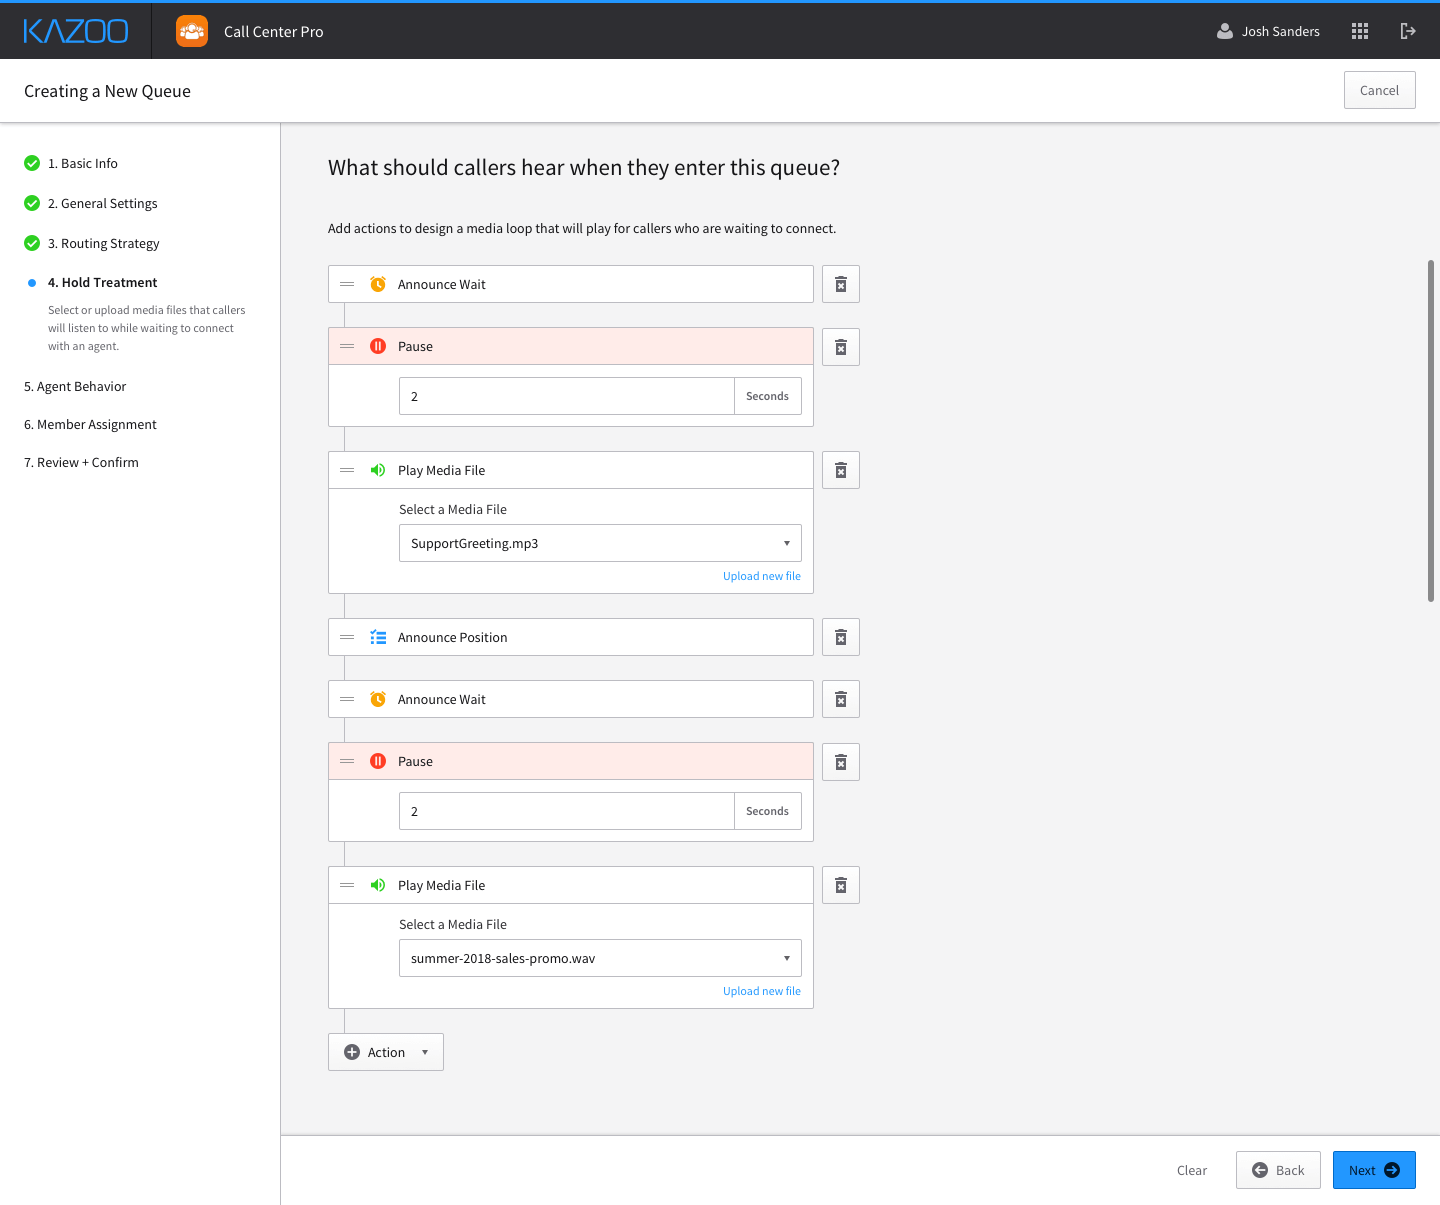 KAZOO
Call Center Pro
Josh Sanders
Creating a New Queue
Cancel
1. Basic Info
2. General Settings
3. Routing Strategy
4. Hold Treatment
Select or upload media files that callers
will listen to while waiting to connect
with an agent.
5. Agent Behavior
6. Member Assignment
7. Review + Confirm
What should callers hear when they enter this queue?
Add actions to design a media loop that will play for callers who are waiting to connect.
Announce Wait
Pause
2
Seconds
Play Media File
Select a Media File
SupportGreeting.mp3
Upload new file
Announce Position
Announce Wait
Pause
2
Seconds
Play Media File
Select a Media File
summer-2018-sales-promo.wav
Upload new file
Action
Clear
Back
Next